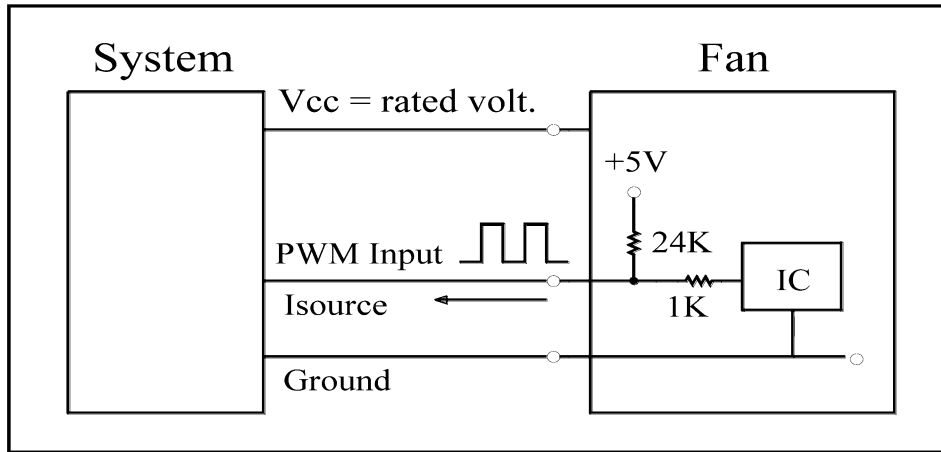 System
Fan
Vcc = rated volt.
+5V
24K
PWM Input
IC
1K
Isource
Ground